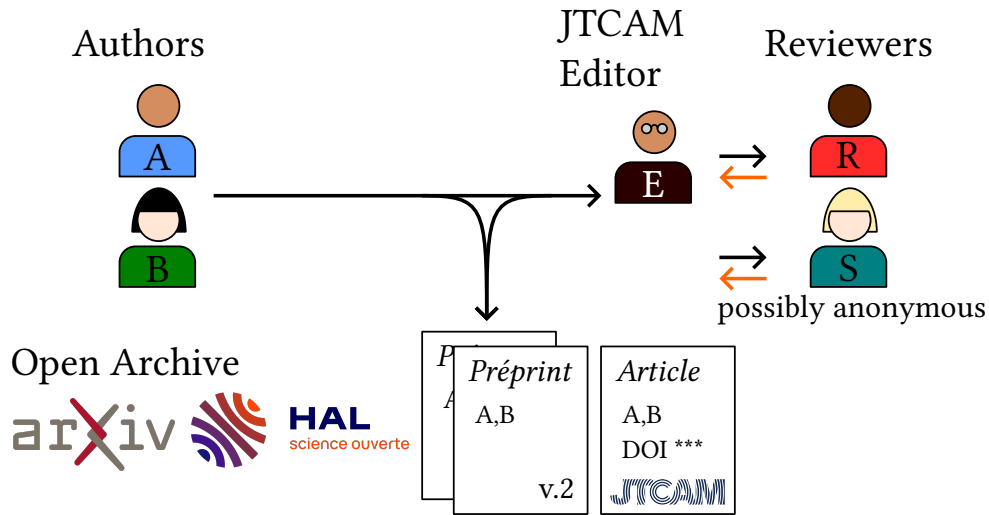 Authors
JTCAM
Editor
Reviewers
A
E
R
B
S
possibly anonymous
Open Archive
arXiv
HAL
science ouverte
Préprint
A,B
v.2
Article
A,B
DOI ***
JTCAM